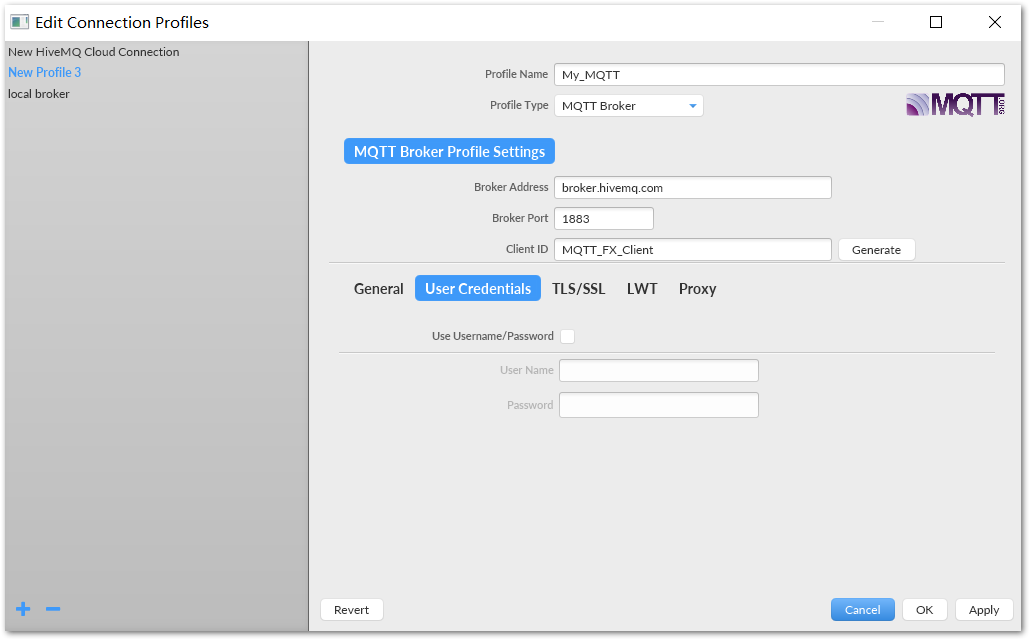 Edit Connection Profiles
New HiveMQ Cloud Connection
New Profile 3
local broker
Profile Name My_MQTT
Profile Type MQTT Broker
MQTT.ORG
MQTT Broker Profile Settings
Broker Address broker.hivemq.com
Broker Port 1883
Client ID MQTT_FX_Client Generate
General User Credentials TLS/SSL LWT Proxy
Use Username/Password
User Name
Password
Revert Cancel OK Apply